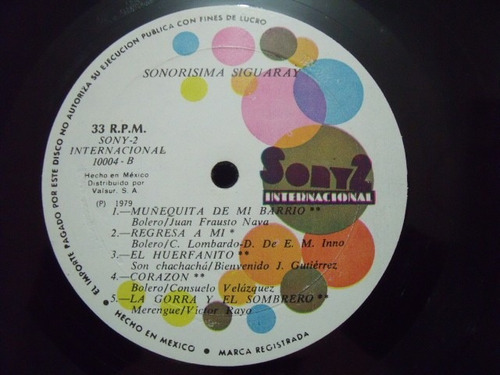 EL IMPORTE PAGADO POR ESTE DISCO NO AUTORIZA SU EJECUCION PUBLICA CON FINES DE LUCRO
SONORISIMA SIGUARAY
33 R.P.M.
SONY-2
INTERNACIONAL
10004 - B
Hecho en México
Distribuido por
Valsur, S. A.
(P) 1979
Sony 2
INTERNACIONAL
1.—MUÑEQUITA DE MI BARRIO **
Bolero/Juan Frausto Nava
2.—REGRESA A MI *
Bolero/C. Lombardo-D. De E. M. Inno
3.—EL HUERFANITO **
Son chachachá/Bienvenido J. Gutiérrez
4.—CORAZON **
Bolero/Consuelo Velázquez
5.—LA GORRA Y EL SOMBRERO **
Merengue/Víctor Rayo
HECHO EN MEXICO • MARCA REGISTRADA